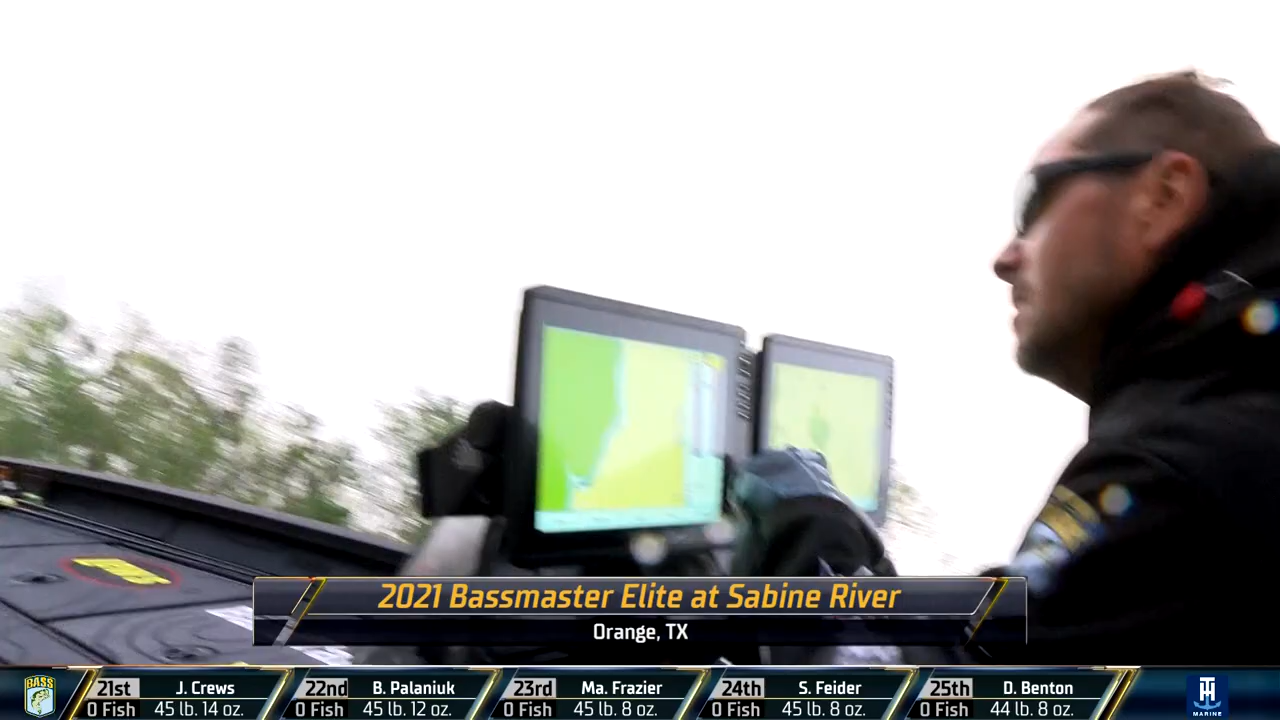 2021 Bassmaster Elite at Sabine River
Orange, TX
BASS 21st J. Crews 22nd B. Palaniuk 23rd Ma. Frazier 24th S. Feider 25th D. Benton TH
0 Fish 45 lb. 14 oz. 0 Fish 45 lb. 12 oz. 0 Fish 45 lb. 8 oz. 0 Fish 45 lb. 8 oz. 0 Fish 44 lb. 8 oz. MARINE